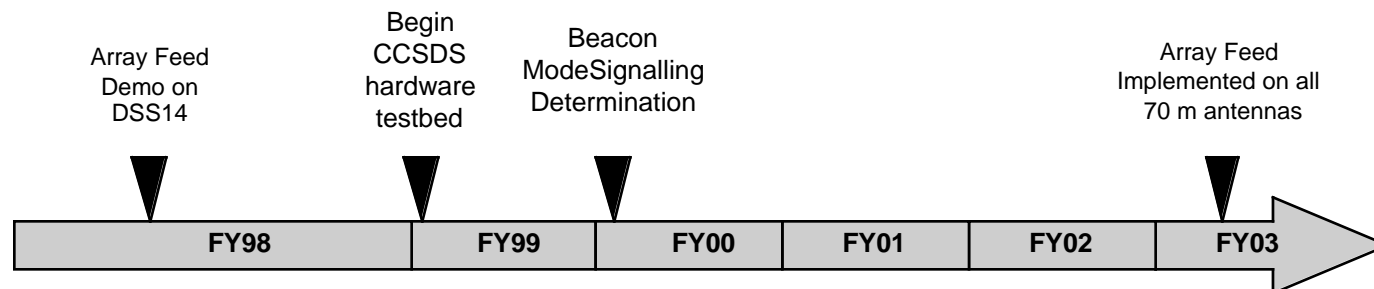 Array Feed
Demo on
DSS14
Begin
CCSDS
hardware
testbed
Beacon
ModeSignalling
Determination
Array Feed
Implemented on all
70 m antennas
FY98
FY99
FY00
FY01
FY02
FY03